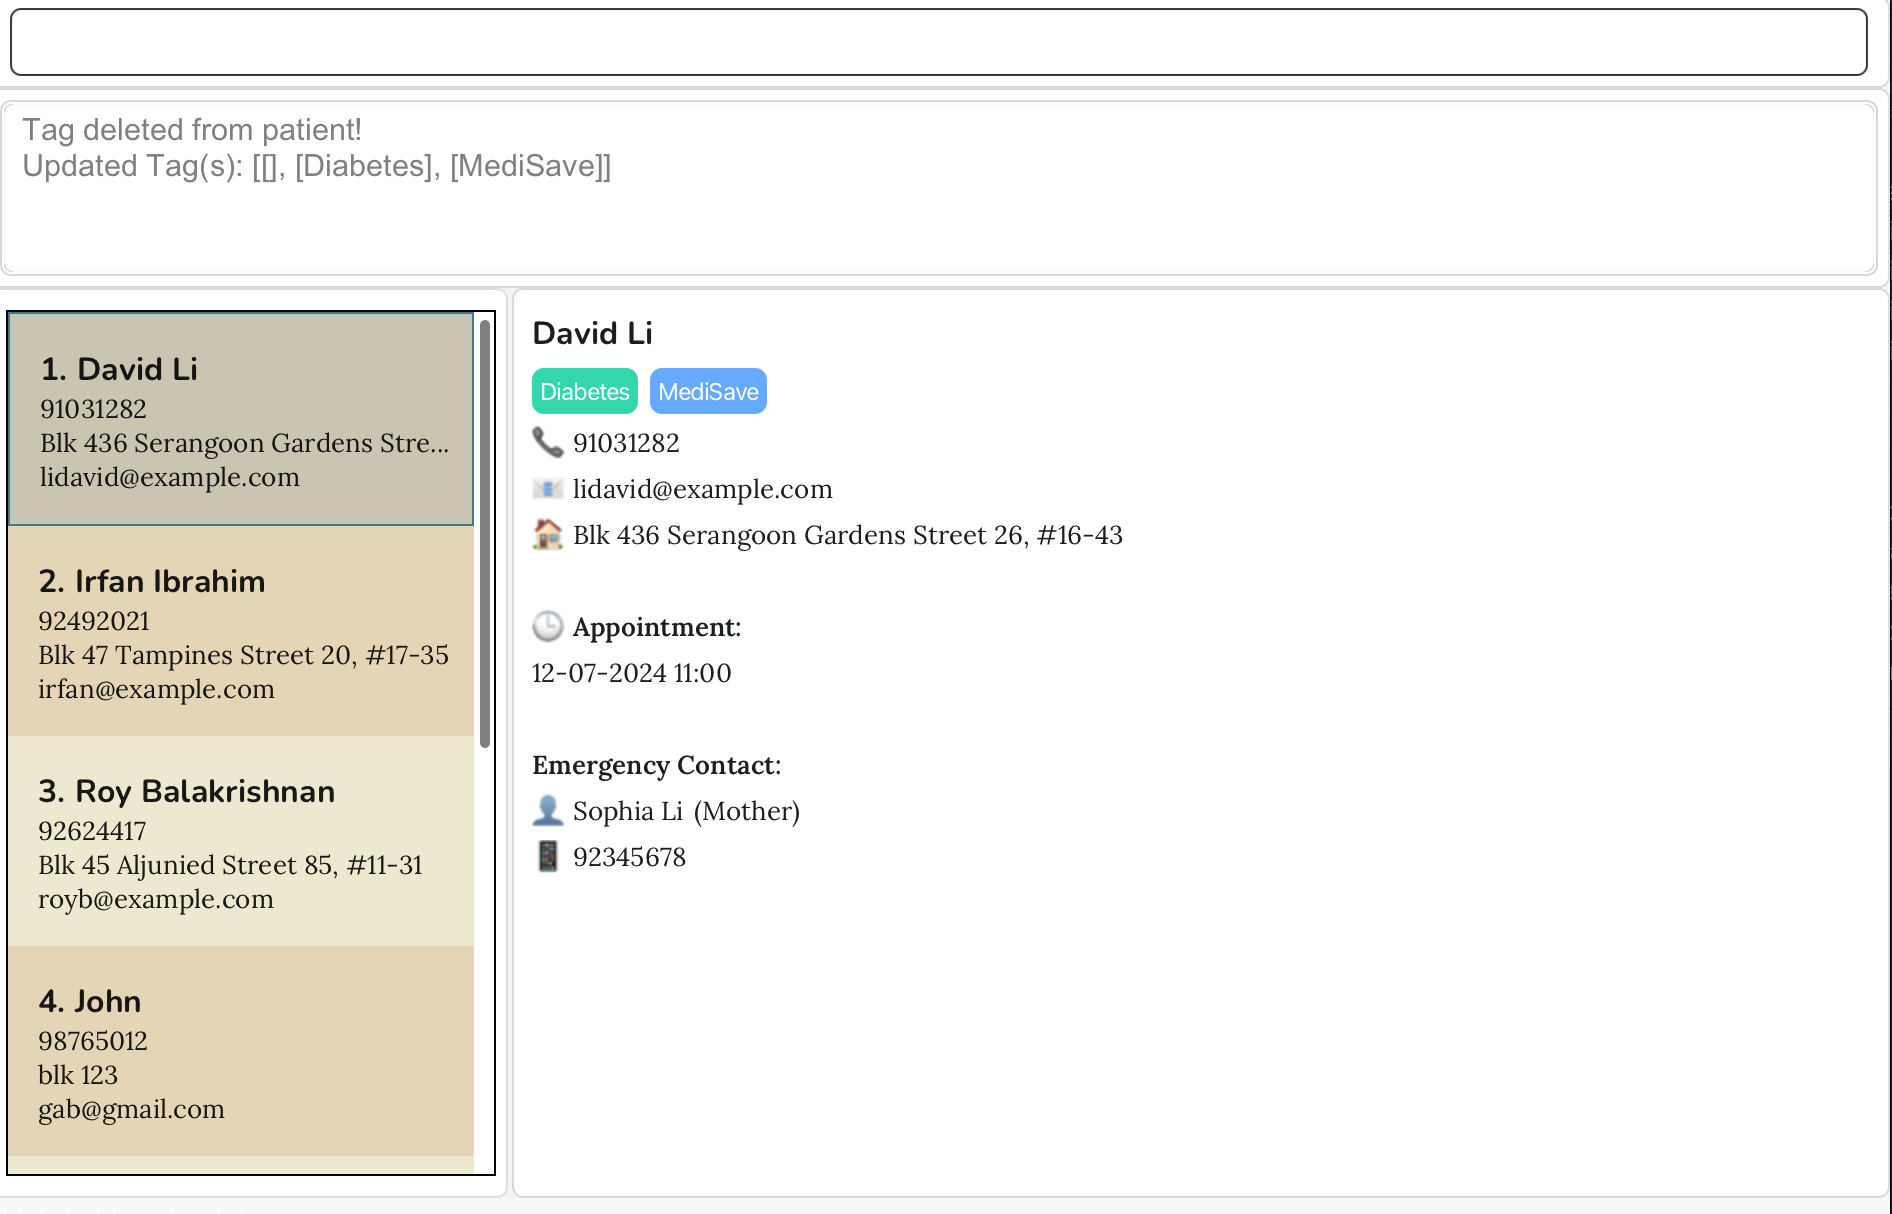 Tag deleted from patient!
Updated Tag(s): [[], [Diabetes], [MediSave]]
1. David Li
91031282
Blk 436 Serangoon Gardens Stre...
lidavid@example.com
2. Irfan Ibrahim
92492021
Blk 47 Tampines Street 20, #17-35
irfan@example.com
3. Roy Balakrishnan
92624417
Blk 45 Aljunied Street 85, #11-31
royb@example.com
4. John
98765012
blk 123
gab@gmail.com
David Li
Diabetes MediSave
91031282
lidavid@example.com
Blk 436 Serangoon Gardens Street 26, #16-43
Appointment:
12-07-2024 11:00
Emergency Contact:
Sophia Li (Mother)
92345678